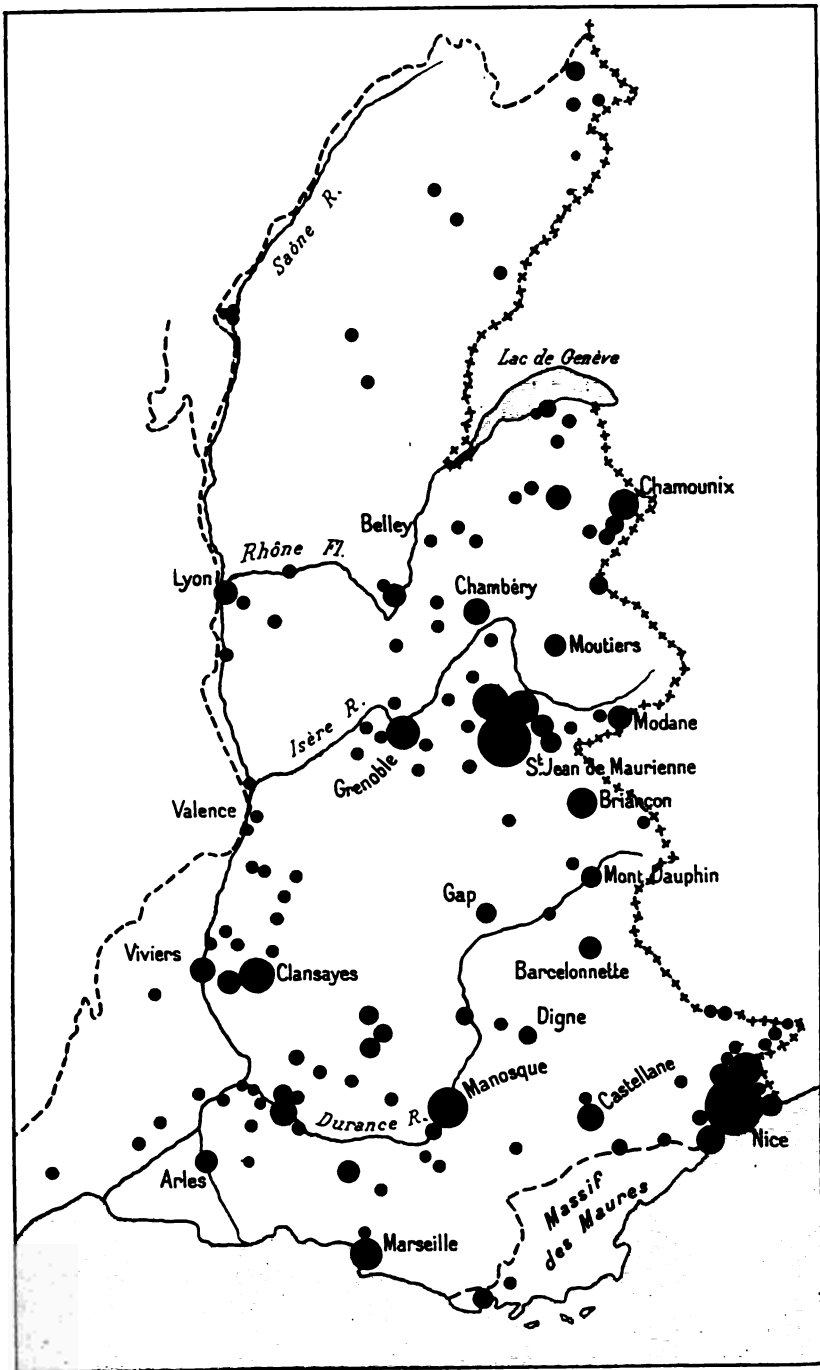 Saône R.
Lac de Genève
Chamounix
Belley
Rhône Fl.
Lyon
Chambéry
Moutiers
Isère R.
Modane
Grenoble
St Jean de Maurienne
Valence
Briançon
Mont Dauphin
Gap
Viviers
Clansayes
Barcelonnette
Digne
Manosque
Castellane
Durance R.
Nice
Arles
Massif
des Maures
Marseille